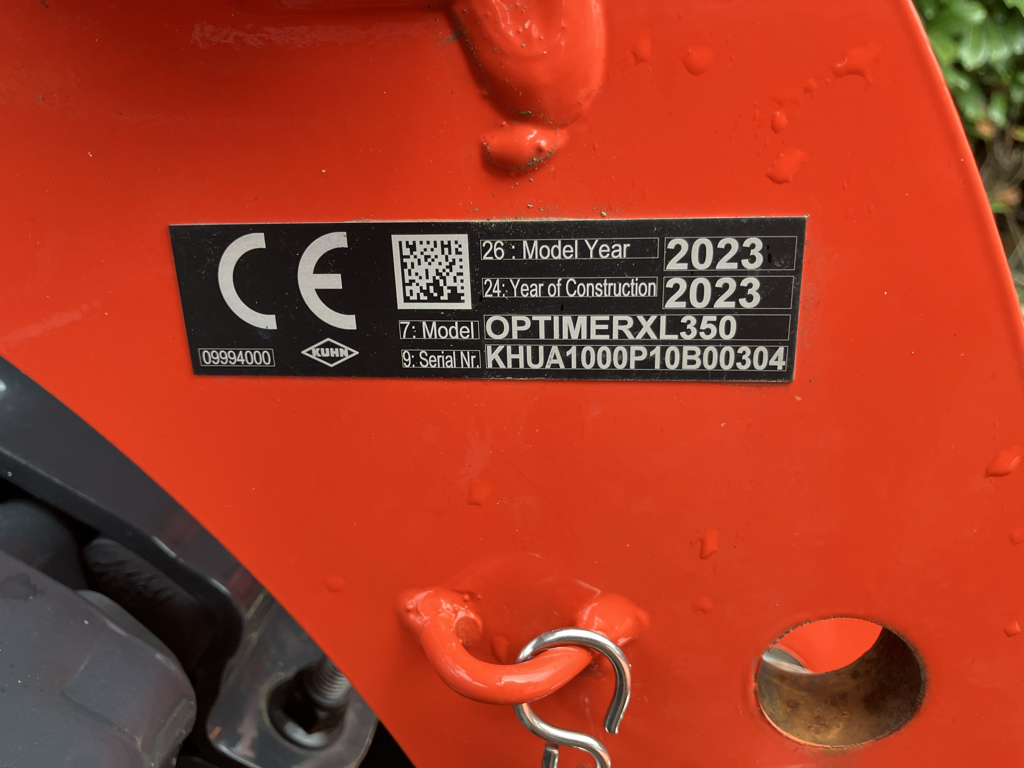 CE
26 : Model Year 2023
24: Year of Construction 2023
7: Model OPTIMERXL350
9: Serial Nr. KHUA1000P10B00304
09994000
KUHN